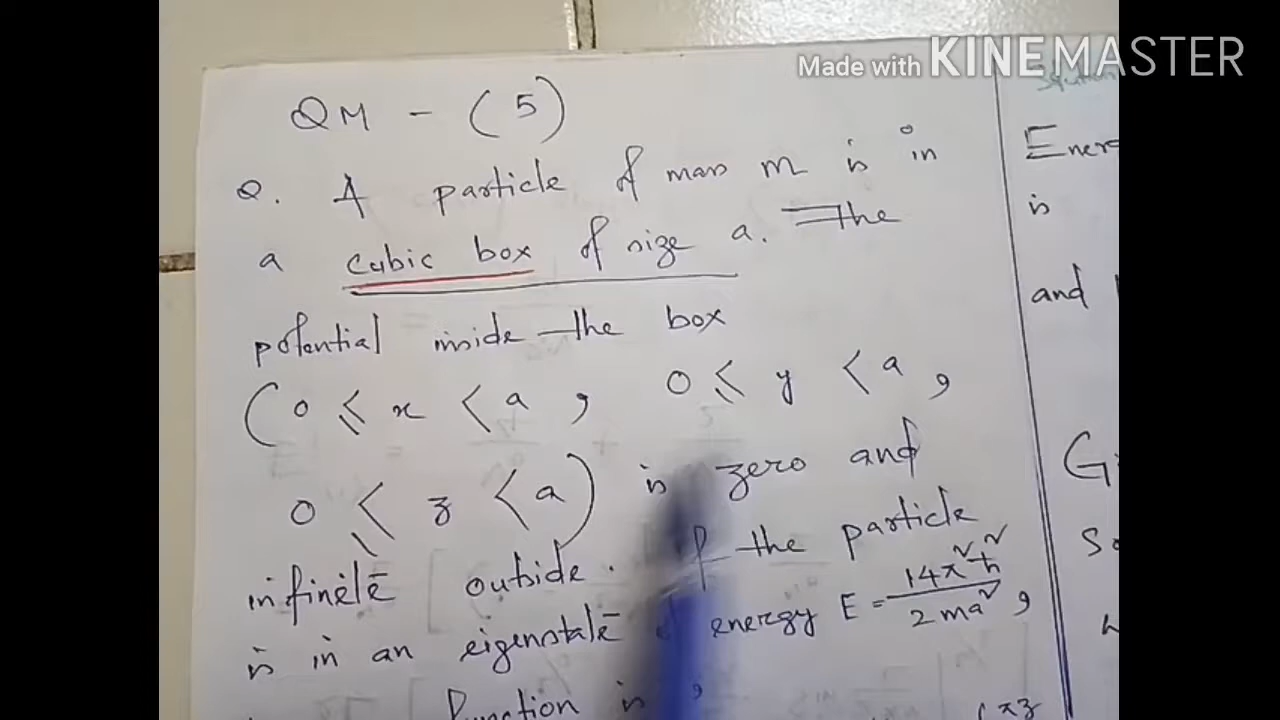 Made with KINEMASTER
QM - (5)
Q. A particle of mass m is in
a cubic box of size a. The
potential inside the box
(0 ≤ x < a, 0 ≤ y < a,
0 ≤ z < a) is zero and
infinite outside. If the particle
is in an eigenstate of energy E = 14π²ħ²/2ma²,
function is,
Ener
is
and